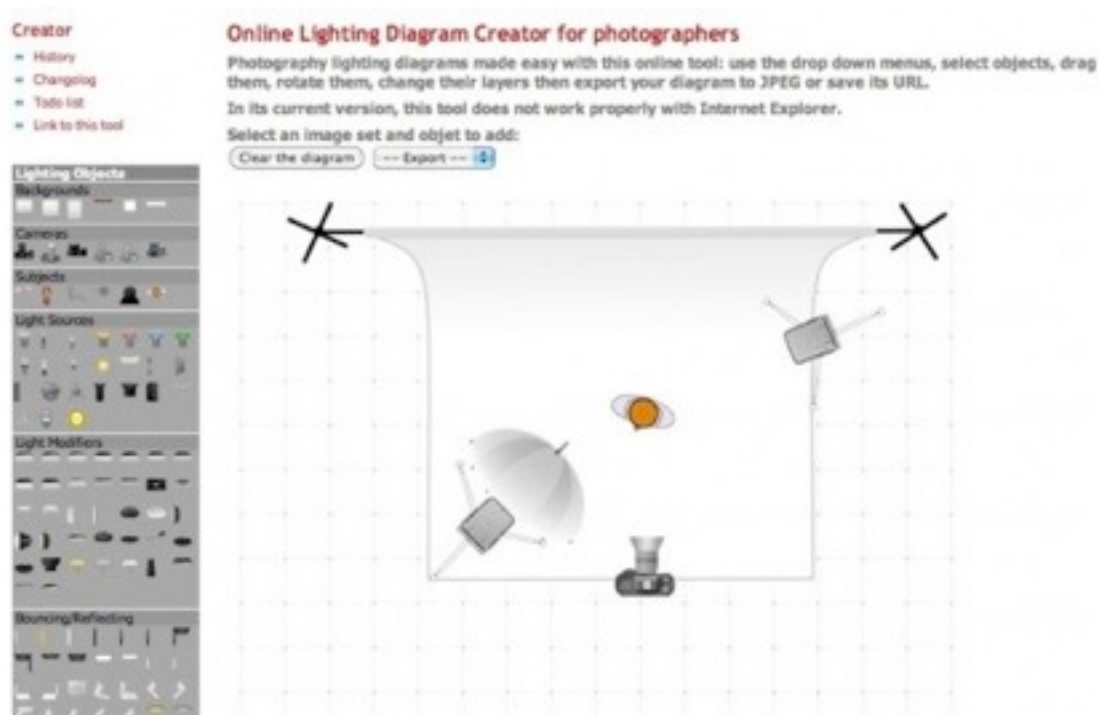 Creator
History
Changelog
Todo list
Link to this tool
Online Lighting Diagram Creator for photographers
Photography lighting diagrams made easy with this online tool: use the drop down menus, select objects, drag
them, rotate them, change their layers then export your diagram to JPEG or save its URL.
In its current version, this tool does not work properly with Internet Explorer.
Select an image set and objet to add:
Clear the diagram
-- Export --
Lighting Objects
Backgrounds
Cameras
Subjects
Light Sources
Light Modifiers
Bouncing/Reflecting